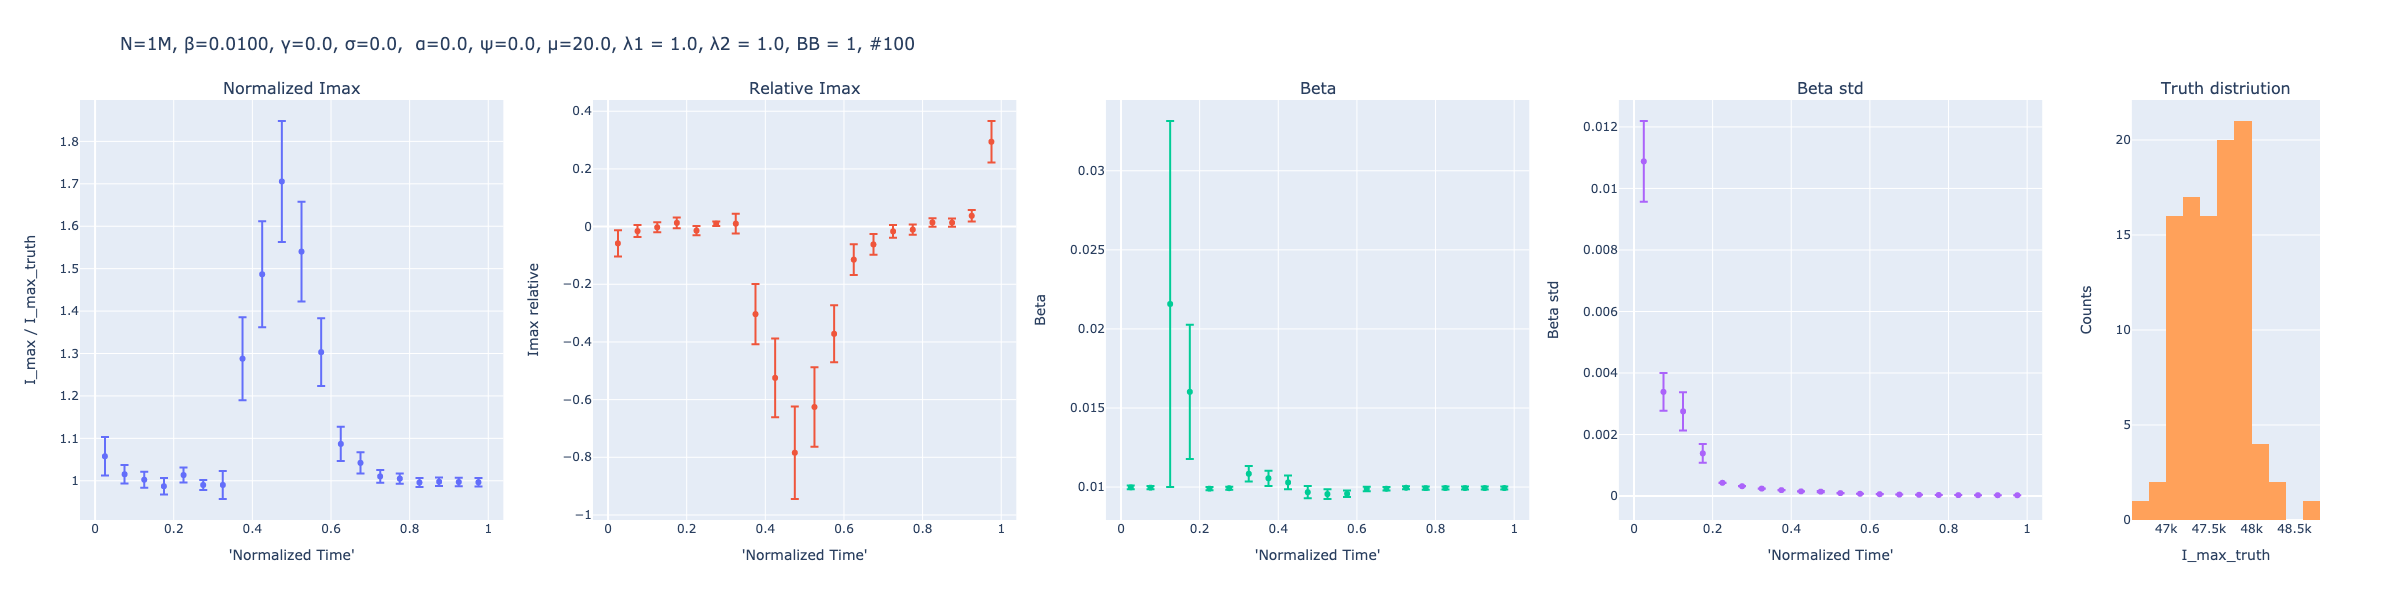 N=1M, β=0.0100, γ=0.0, σ=0.0,  α=0.0, ψ=0.0, μ=20.0, λ1 = 1.0, λ2 = 1.0, BB = 1, #100
Normalized Imax
I_max / I_max_truth
1.8
1.7
1.6
1.5
1.4
1.3
1.2
1.1
1
0 0.2 0.4 0.6 0.8 1
'Normalized Time'
Relative Imax
Imax relative
0.4
0.2
0
−0.2
−0.4
−0.6
−0.8
−1
0 0.2 0.4 0.6 0.8 1
'Normalized Time'
Beta
Beta
0.03
0.025
0.02
0.015
0.01
0 0.2 0.4 0.6 0.8 1
'Normalized Time'
Beta std
Beta std
0.012
0.01
0.008
0.006
0.004
0.002
0
0 0.2 0.4 0.6 0.8 1
'Normalized Time'
Truth distriution
Counts
20
15
10
5
0
47k 47.5k 48k 48.5k
I_max_truth